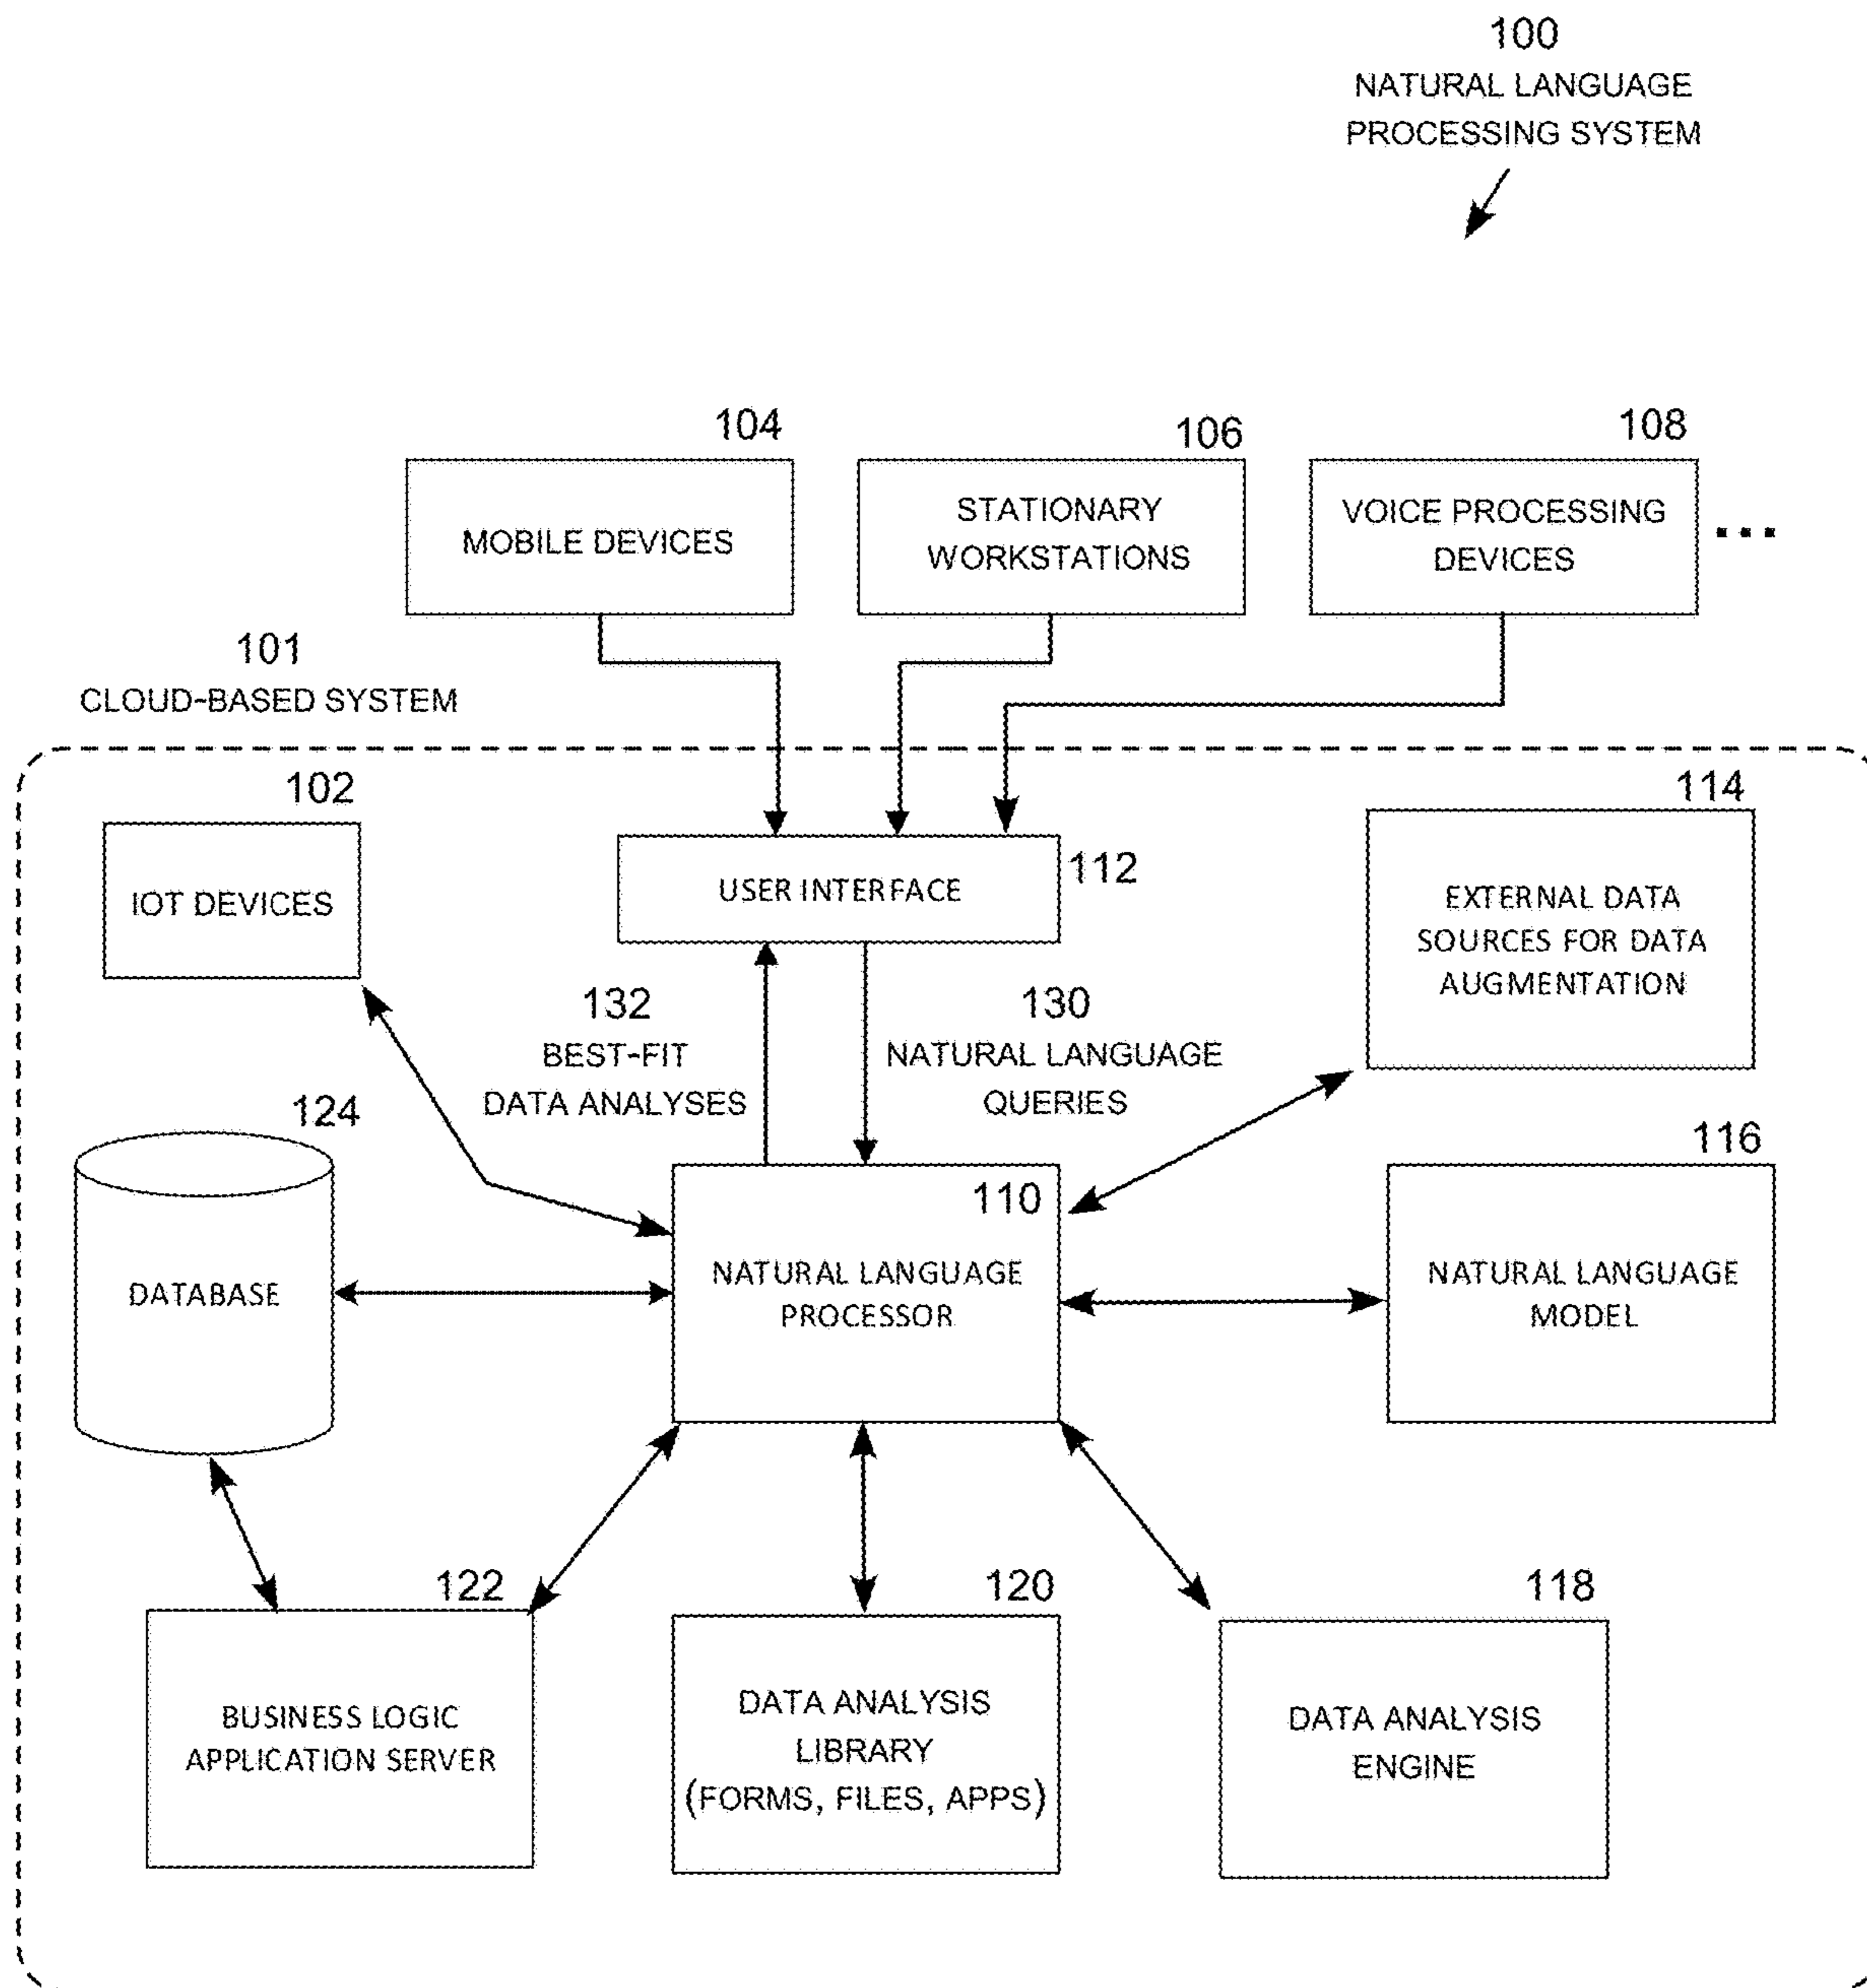 100
NATURAL LANGUAGE
PROCESSING SYSTEM
104
MOBILE DEVICES
106
STATIONARY
WORKSTATIONS
108
VOICE PROCESSING
DEVICES
...
101
CLOUD-BASED SYSTEM
102
IOT DEVICES
USER INTERFACE
112
114
EXTERNAL DATA
SOURCES FOR DATA
AUGMENTATION
132
BEST-FIT
DATA ANALYSES
130
NATURAL LANGUAGE
QUERIES
124
DATABASE
110
NATURAL LANGUAGE
PROCESSOR
116
NATURAL LANGUAGE
MODEL
122
BUSINESS LOGIC
APPLICATION SERVER
120
DATA ANALYSIS
LIBRARY
(FORMS, FILES, APPS)
118
DATA ANALYSIS
ENGINE